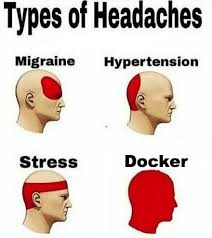 Types of Headaches
Migraine Hypertension
Stress Docker